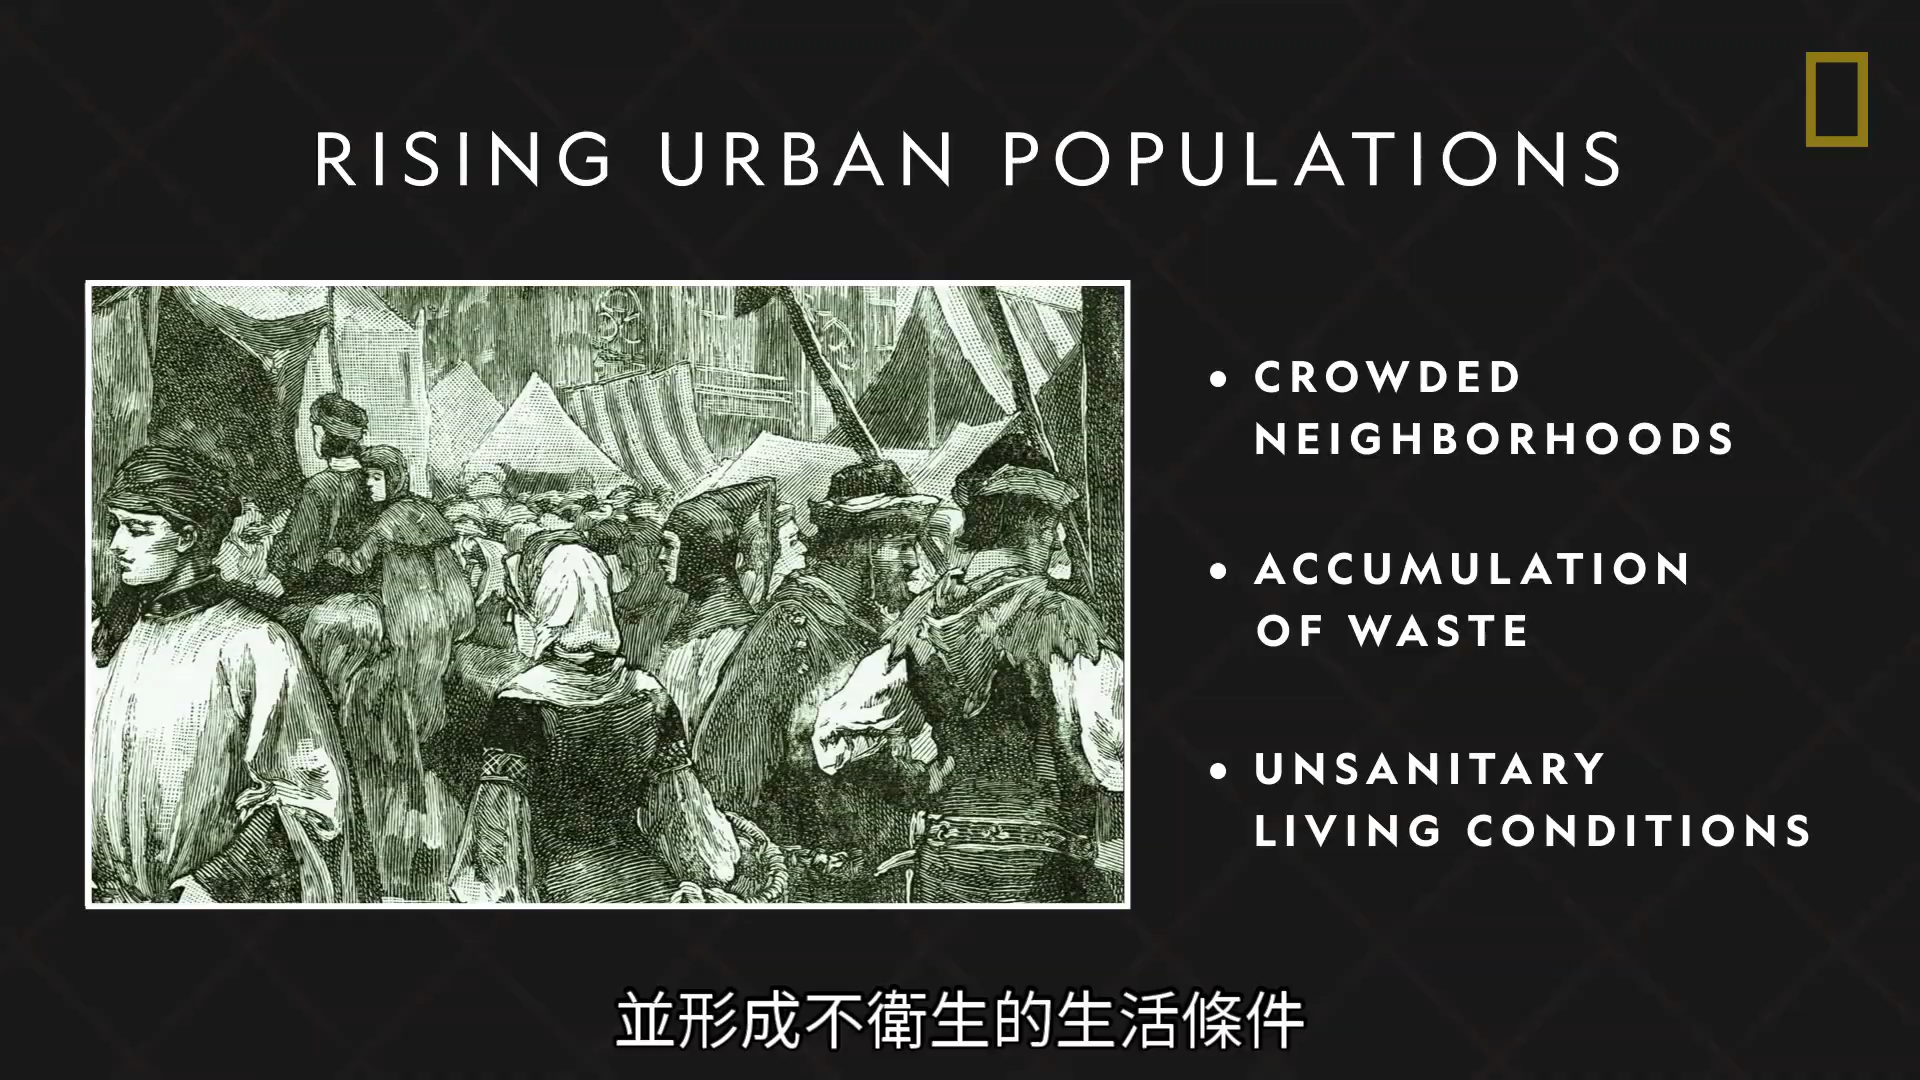 RISING URBAN POPULATIONS
• CROWDED
NEIGHBORHOODS
• ACCUMULATION
OF WASTE
• UNSANITARY
LIVING CONDITIONS
並形成不衛生的生活條件